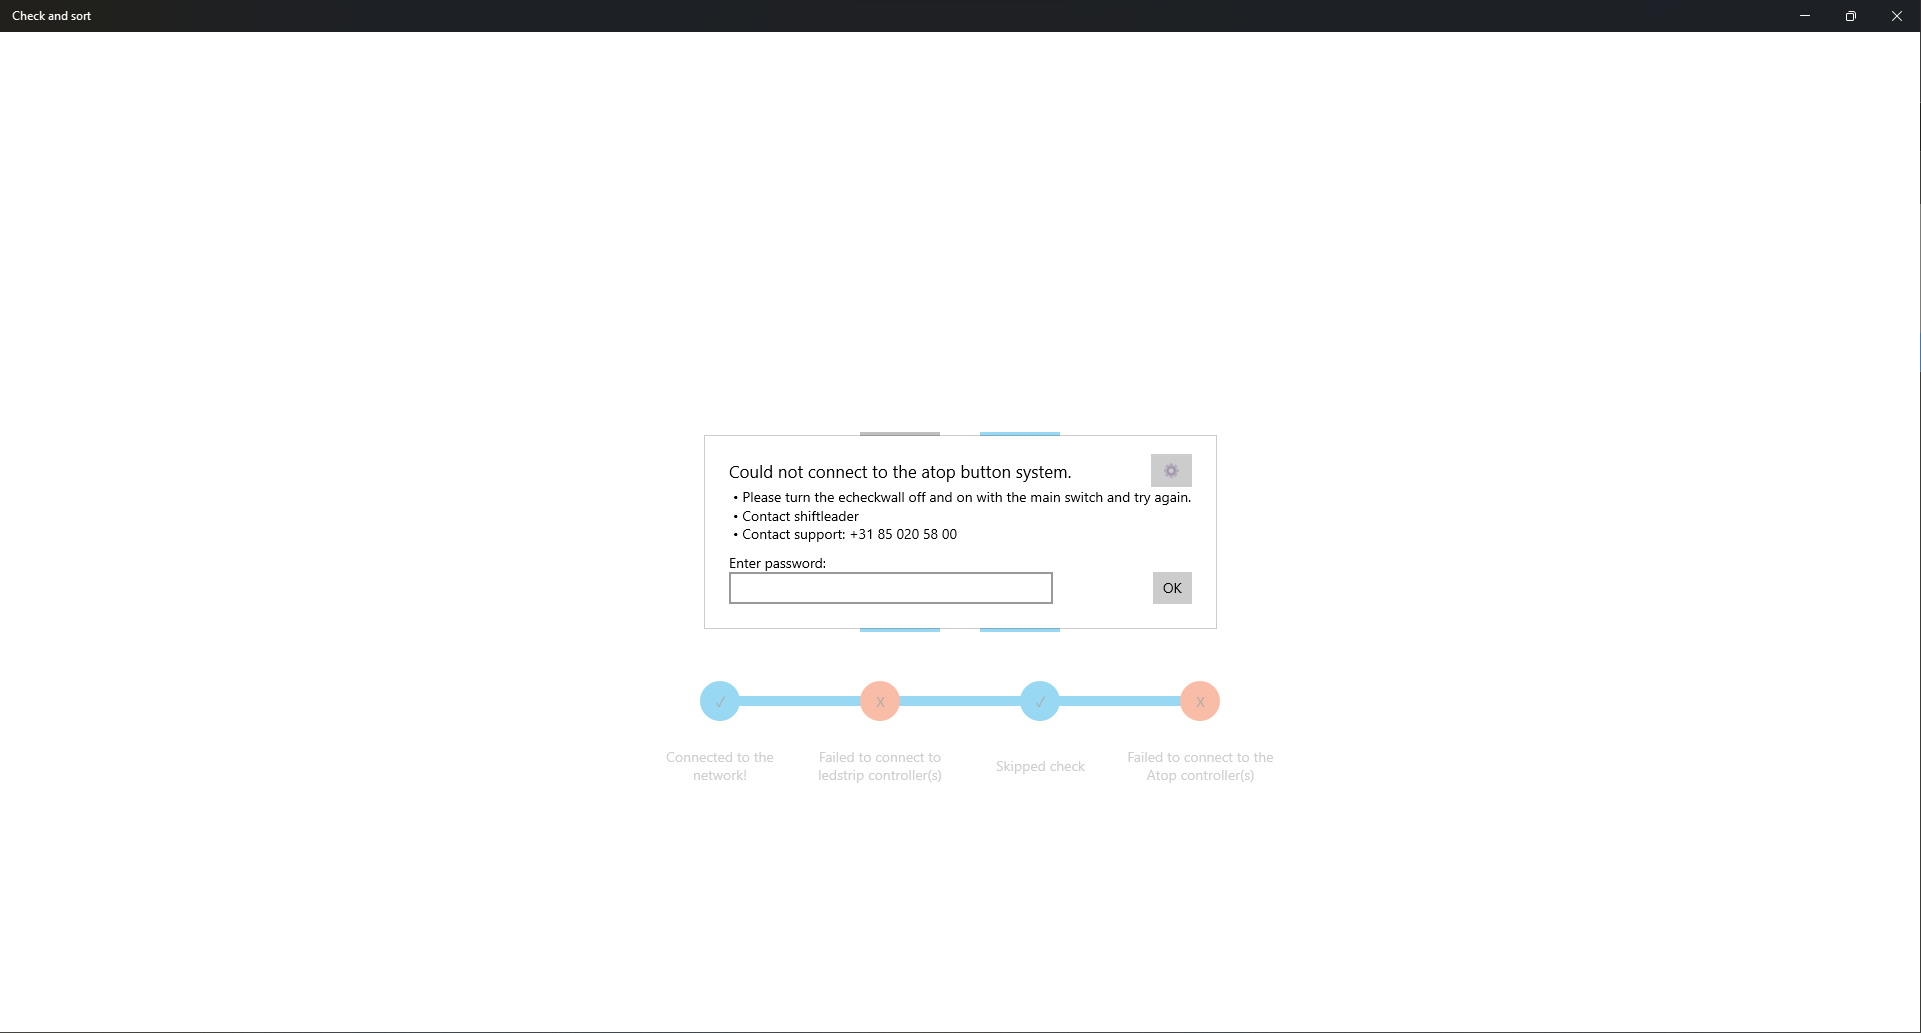 Check and sort
Could not connect to the atop button system.
• Please turn the echeckwall off and on with the main switch and try again.
• Contact shiftleader
• Contact support: +31 85 020 58 00
Enter password:
OK
✓ X ✓ X
Connected to the
network!
Failed to connect to
ledstrip controller(s)
Skipped check
Failed to connect to the
Atop controller(s)